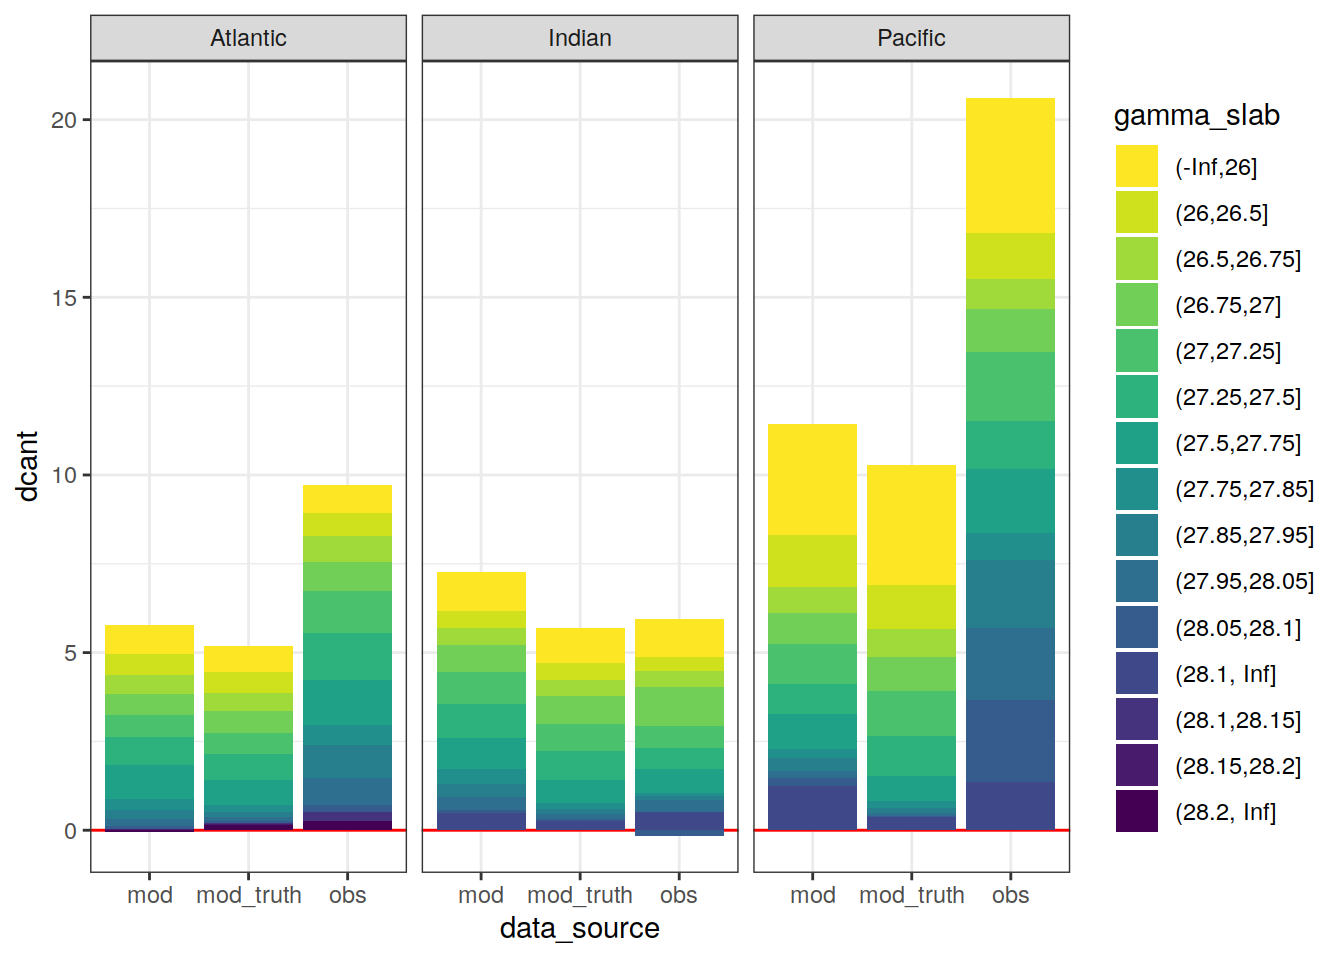 Atlantic
Indian
Pacific
20
15
10
5
0
dcant
mod
mod_truth
obs
mod
mod_truth
obs
mod
mod_truth
obs
data_source
gamma_slab
(-Inf,26]
(26,26.5]
(26.5,26.75]
(26.75,27]
(27,27.25]
(27.25,27.5]
(27.5,27.75]
(27.75,27.85]
(27.85,27.95]
(27.95,28.05]
(28.05,28.1]
(28.1, Inf]
(28.1,28.15]
(28.15,28.2]
(28.2, Inf]